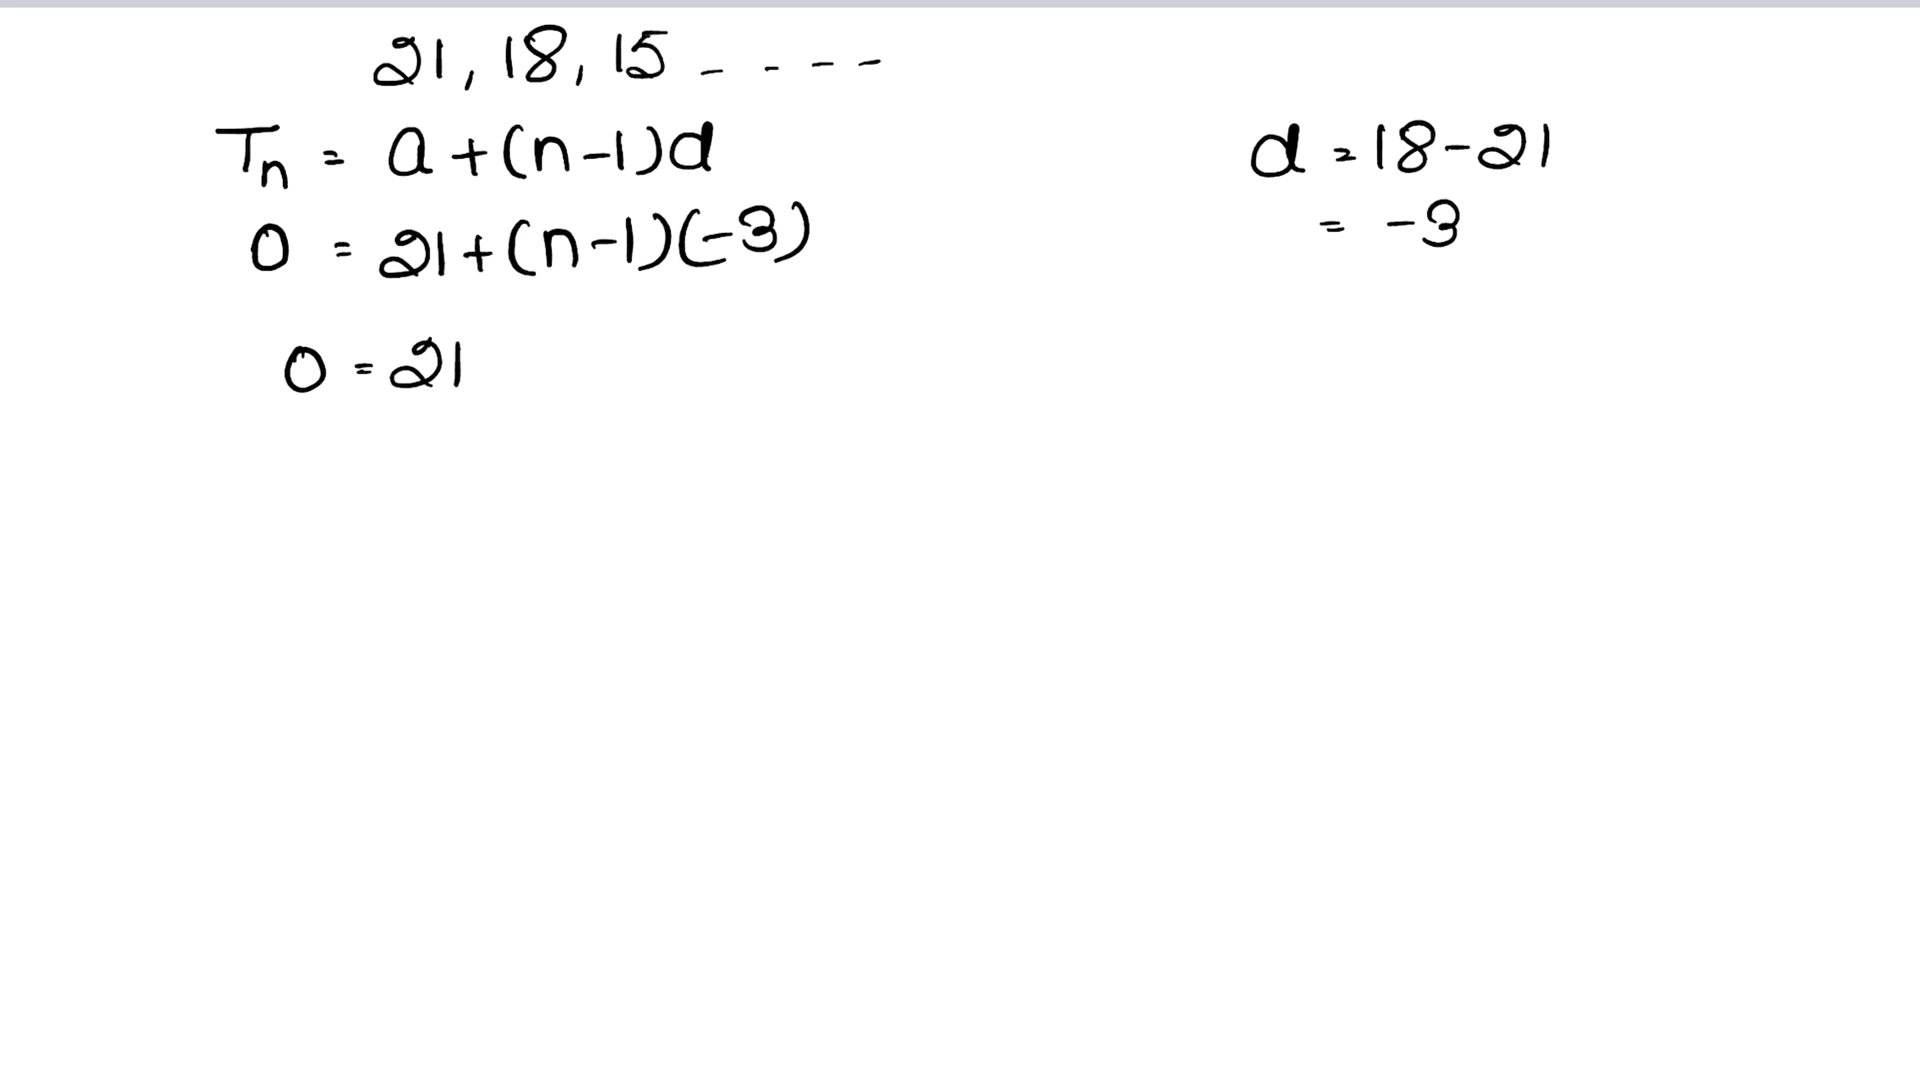 21, 18, 15 - - - -
Tn = a + (n-1)d
d = 18-21
0 = 21 + (n-1)(-3)
= -3
0 = 21